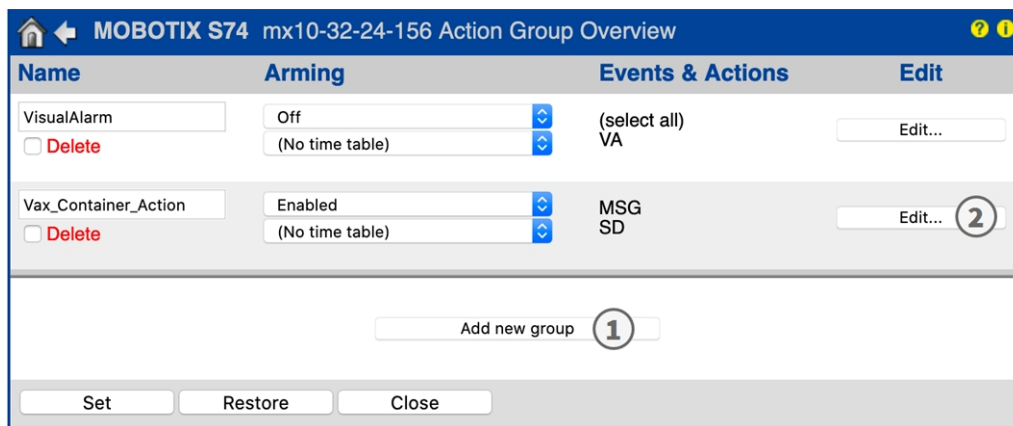 MOBOTIX S74 mx10-32-24-156 Action Group Overview ? i
Name Arming Events & Actions Edit
VisualAlarm Off (select all) Edit...
Delete (No time table) VA
Vax_Container_Action Enabled MSG Edit... 2
Delete (No time table) SD
Add new group 1
Set Restore Close